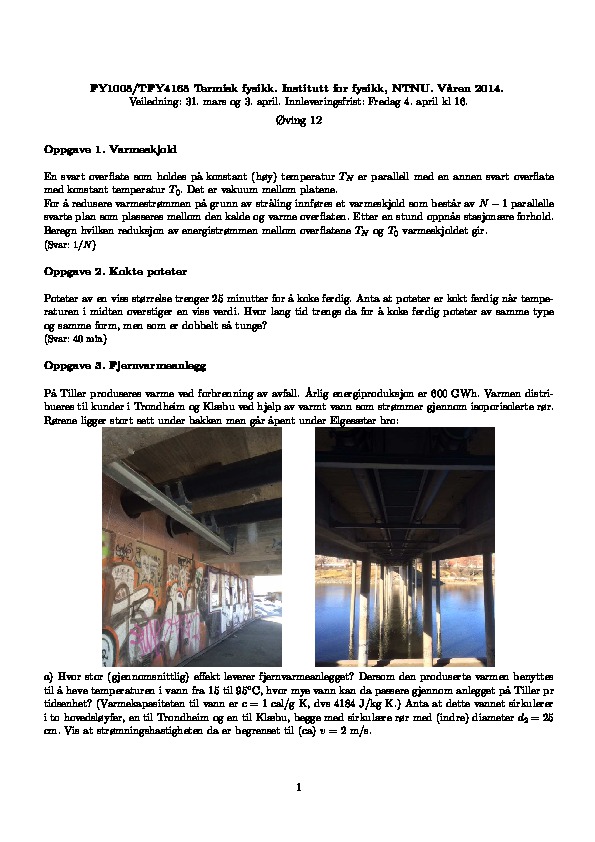 FY1005/TFY4165 Termisk fysikk. Institutt for fysikk, NTNU. Våren 2014.
Veiledning: 31. mars og 3. april. Innleveringsfrist: Fredag 4. april kl 16.
Øving 12
Oppgave 1. Varmeskjold
En svart overflate som holdes på konstant (høy) temperatur T_N er parallell med en annen svart overflate
med konstant temperatur T_0. Det er vakuum mellom platene.
For å redusere varmestrømmen på grunn av stråling innføres et varmeskjold som består av N − 1 parallelle
svarte plan som plasseres mellom den kalde og varme overflaten. Etter en stund oppnås stasjonære forhold.
Beregn hvilken reduksjon av energistrømmen mellom overflatene T_N og T_0 varmeskjoldet gir.
(Svar: 1/N)
Oppgave 2. Kokte poteter
Poteter av en viss størrelse trenger 25 minutter for å koke ferdig. Anta at poteter er kokt ferdig når tempe-
raturen i midten overstiger en viss verdi. Hvor lang tid trengs da for å koke ferdig poteter av samme type
og samme form, men som er dobbelt så tunge?
(Svar: 40 min)
Oppgave 3. Fjernvarmeanlegg
På Tiller produseres varme ved forbrenning av avfall. Årlig energiproduksjon er 600 GWh. Varmen distri-
bueres til kunder i Trondheim og Klæbu ved hjelp av varmt vann som strømmer gjennom isoporisolerte rør.
Rørene ligger stort sett under bakken men går åpent under Elgesæter bro:
a) Hvor stor (gjennomsnittlig) effekt leverer fjernvarmeanlegget? Dersom den produserte varmen benyttes
til å heve temperaturen i vann fra 15 til 95°C, hvor mye vann kan da passere gjennom anlegget på Tiller pr
tidsenhet? (Varmekapasiteten til vann er c = 1 cal/g K, dvs 4184 J/kg K.) Anta at dette vannet sirkulerer
i to hovedsløyfer, en til Trondheim og en til Klæbu, begge med sirkulære rør med (indre) diameter d_2 = 25
cm. Vis at strømningshastigheten da er begrenset til (ca) v = 2 m/s.
1